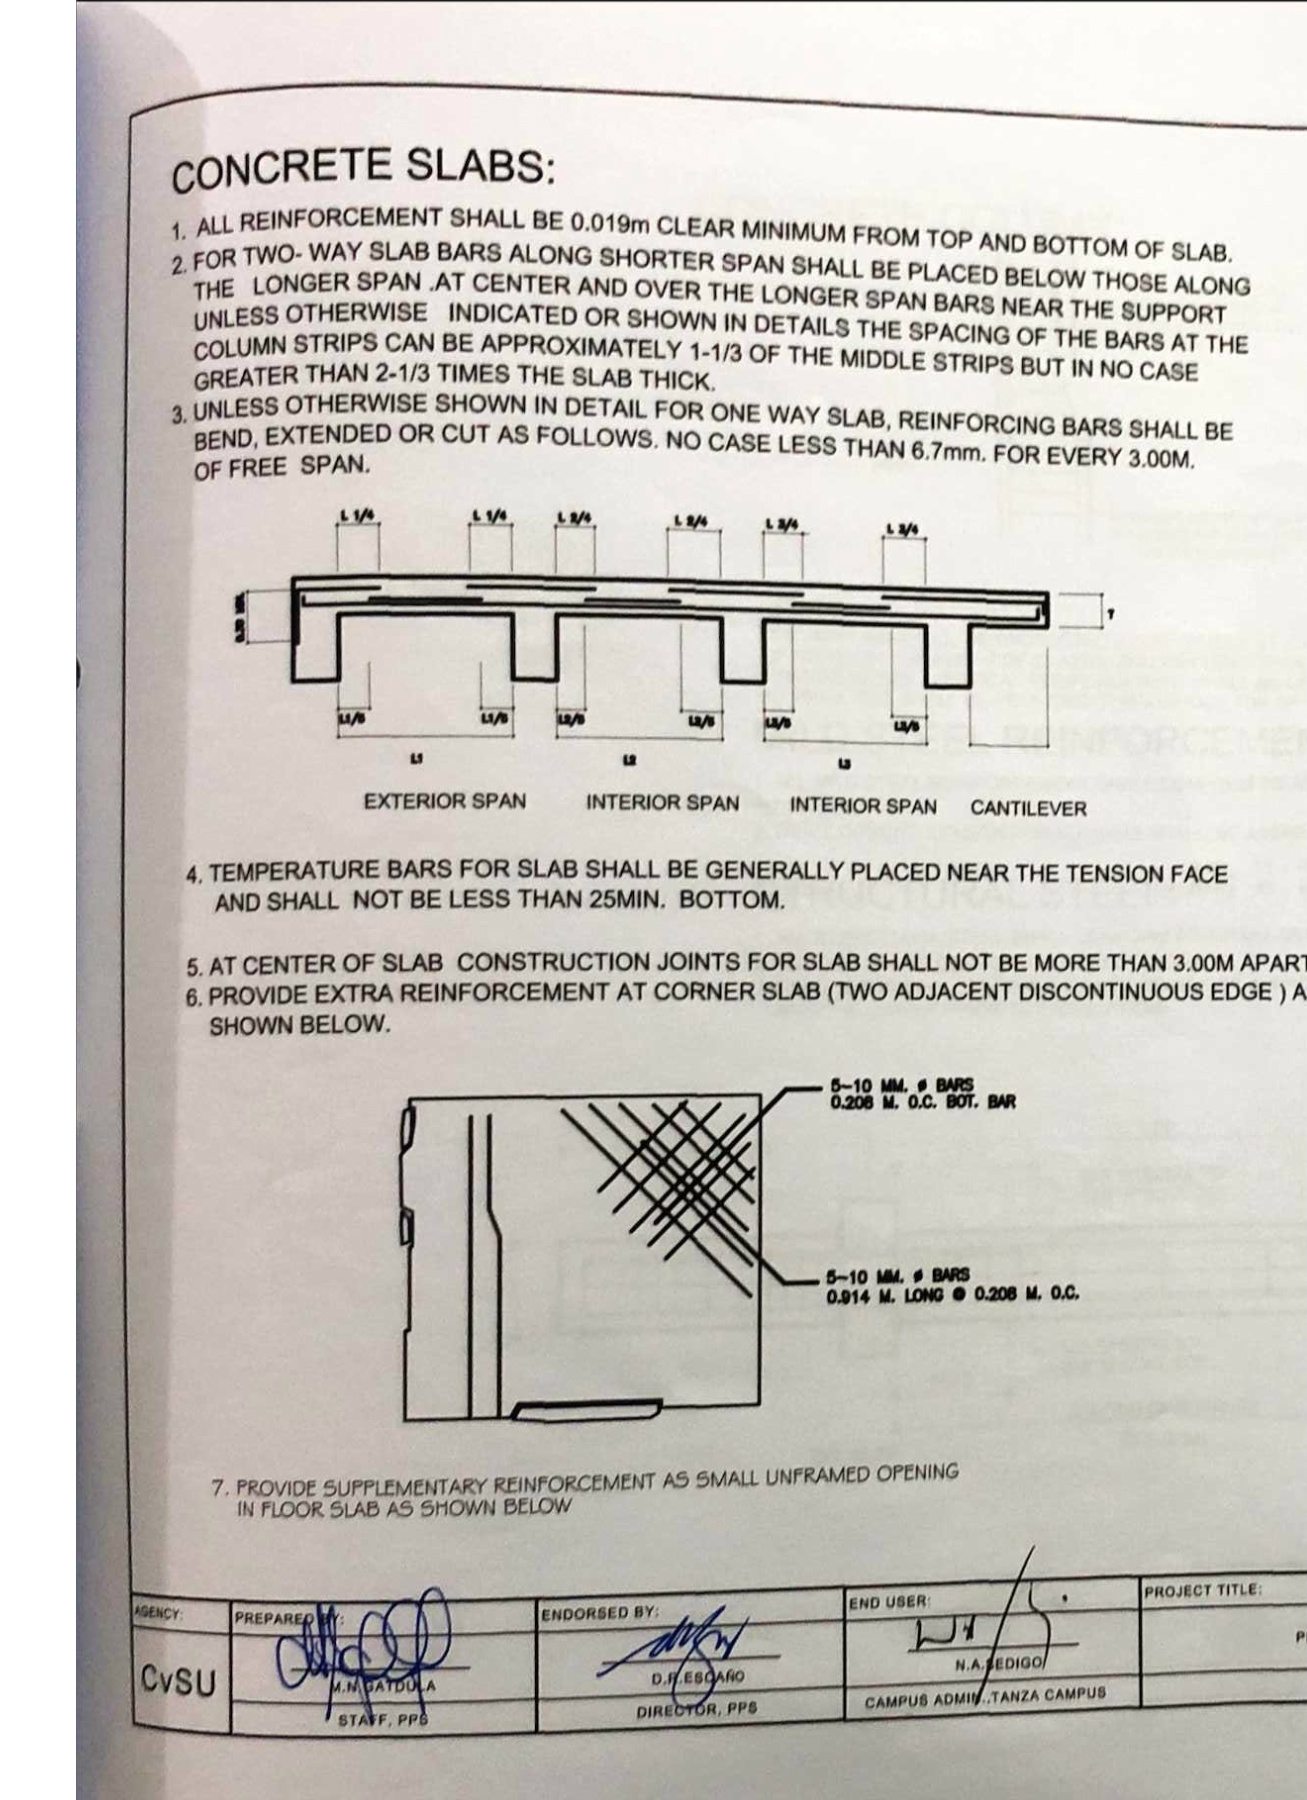 CONCRETE SLABS:
1. ALL REINFORCEMENT SHALL BE 0.019m CLEAR MINIMUM FROM TOP AND BOTTOM OF SLAB.
2. FOR TWO- WAY SLAB BARS ALONG SHORTER SPAN SHALL BE PLACED BELOW THOSE ALONG
THE LONGER SPAN .AT CENTER AND OVER THE LONGER SPAN BARS NEAR THE SUPPORT
UNLESS OTHERWISE INDICATED OR SHOWN IN DETAILS THE SPACING OF THE BARS AT THE
COLUMN STRIPS CAN BE APPROXIMATELY 1-1/3 OF THE MIDDLE STRIPS BUT IN NO CASE
GREATER THAN 2-1/3 TIMES THE SLAB THICK.
3. UNLESS OTHERWISE SHOWN IN DETAIL FOR ONE WAY SLAB, REINFORCING BARS SHALL BE
BEND, EXTENDED OR CUT AS FOLLOWS. NO CASE LESS THAN 6.7mm. FOR EVERY 3.00M.
OF FREE SPAN.
L 1/4 L 1/4 L 2/4 L 2/4 L 3/4 L 3/4
T
L1/5 L1/5 L2/5 L2/5 L3/5 L3/5
L1 L2 L3
EXTERIOR SPAN INTERIOR SPAN INTERIOR SPAN CANTILEVER
4. TEMPERATURE BARS FOR SLAB SHALL BE GENERALLY PLACED NEAR THE TENSION FACE
AND SHALL NOT BE LESS THAN 25MIN. BOTTOM.
5. AT CENTER OF SLAB CONSTRUCTION JOINTS FOR SLAB SHALL NOT BE MORE THAN 3.00M APART
6. PROVIDE EXTRA REINFORCEMENT AT CORNER SLAB (TWO ADJACENT DISCONTINUOUS EDGE ) A
SHOWN BELOW.
5-10 MM. ø BARS
0.208 M. O.C. BOT. BAR
5-10 MM. ø BARS
0.914 M. LONG @ 0.208 M. O.C.
7. PROVIDE SUPPLEMENTARY REINFORCEMENT AS SMALL UNFRAMED OPENING
IN FLOOR SLAB AS SHOWN BELOW
AGENCY: PREPARED BY: ENDORSED BY: END USER: PROJECT TITLE:
CvSU
M.N.GATDULA D.R.ESCAÑO N.A.SEDIGO
STAFF, PPS DIRECTOR, PPS CAMPUS ADMIN..TANZA CAMPUS